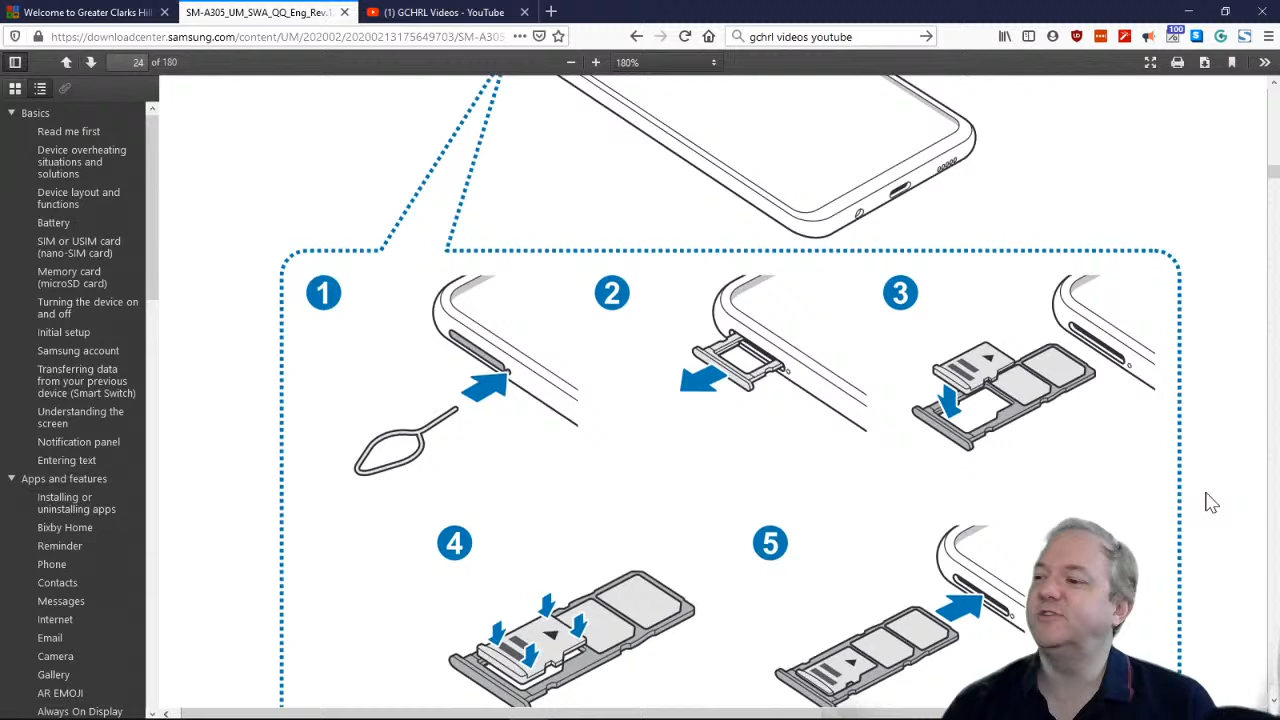 Welcome to Greater Clarks Hill
SM-A305_UM_SWA_QQ_Eng_Rev.1
(1) GCHRL Videos - YouTube
https://downloadcenter.samsung.com/content/UM/202002/20200213175649703/SM-A305
gchrl videos youtube
100
24 of 180
180%
Basics
Read me first
Device overheating
situations and
solutions
Device layout and
functions
Battery
SIM or USIM card
(nano-SIM card)
Memory card
(microSD card)
Turning the device on
and off
Initial setup
Samsung account
Transferring data
from your previous
device (Smart Switch)
Understanding the
screen
Notification panel
Entering text
Apps and features
Installing or
uninstalling apps
Bixby Home
Reminder
Phone
Contacts
Messages
Internet
Email
Camera
Gallery
AR EMOJI
Always On Display
1
2
3
4
5